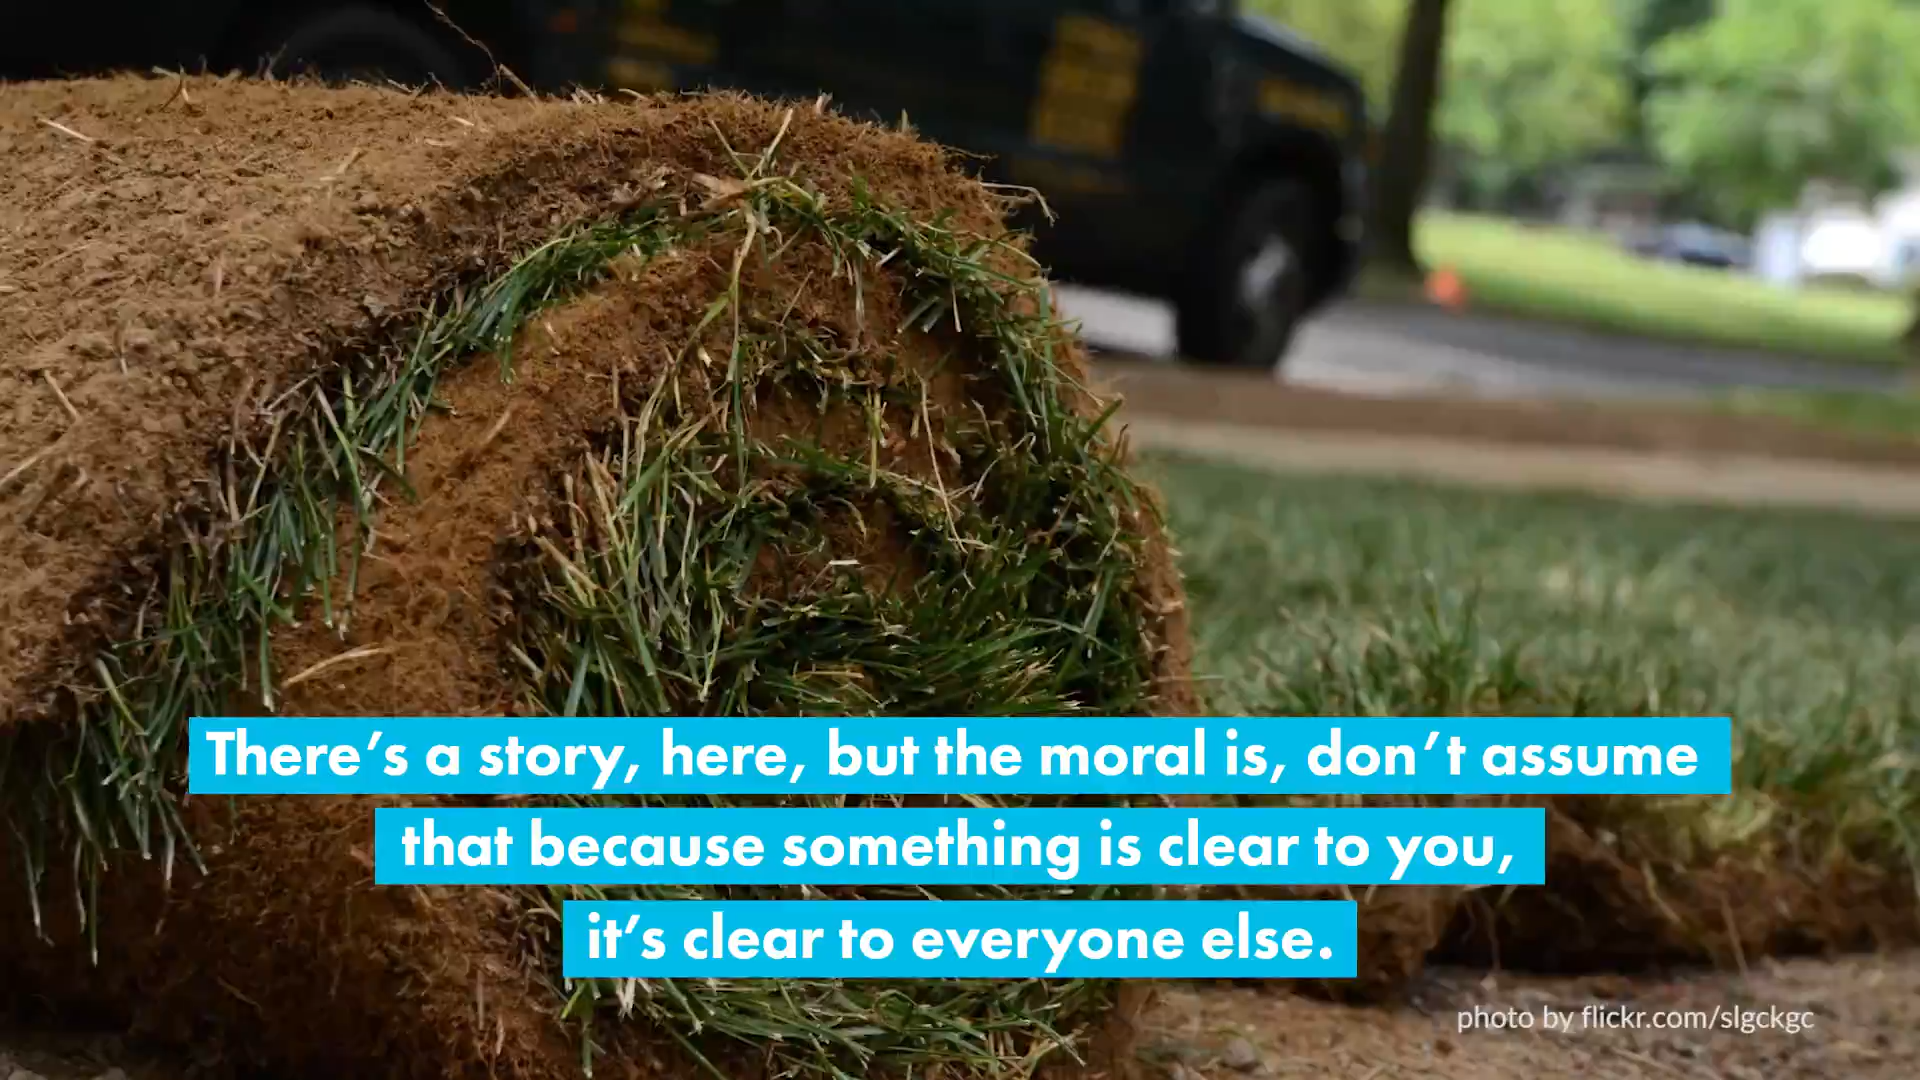 There's a story, here, but the moral is, don't assume
that because something is clear to you,
it's clear to everyone else.
photo by flickr.com/slgckgc